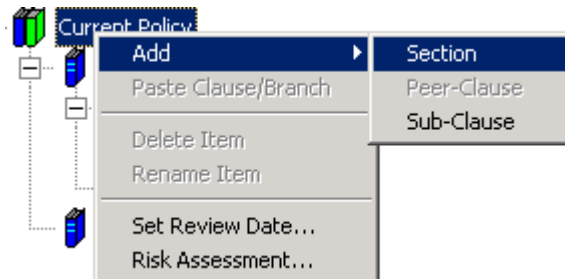 Current Policy
Add
Section
Paste Clause/Branch
Peer-Clause
Sub-Clause
Delete Item
Rename Item
Set Review Date...
Risk Assessment...